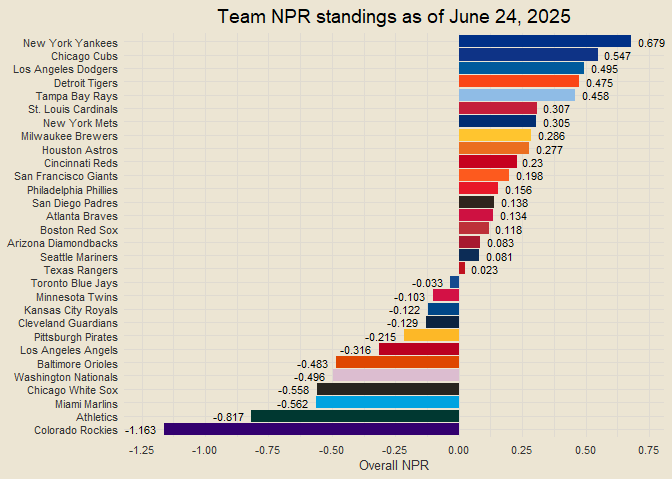 Team NPR standings as of June 24, 2025
New York Yankees 0.679
Chicago Cubs 0.547
Los Angeles Dodgers 0.495
Detroit Tigers 0.475
Tampa Bay Rays 0.458
St. Louis Cardinals 0.307
New York Mets 0.305
Milwaukee Brewers 0.286
Houston Astros 0.277
Cincinnati Reds 0.23
San Francisco Giants 0.198
Philadelphia Phillies 0.156
San Diego Padres 0.138
Atlanta Braves 0.134
Boston Red Sox 0.118
Arizona Diamondbacks 0.083
Seattle Mariners 0.081
Texas Rangers 0.023
Toronto Blue Jays -0.033
Minnesota Twins -0.103
Kansas City Royals -0.122
Cleveland Guardians -0.129
Pittsburgh Pirates -0.215
Los Angeles Angels -0.316
Baltimore Orioles -0.483
Washington Nationals -0.496
Chicago White Sox -0.558
Miami Marlins -0.562
Athletics -0.817
Colorado Rockies -1.163
-1.25 -1.00 -0.75 -0.50 -0.25 0.00 0.25 0.50 0.75
Overall NPR